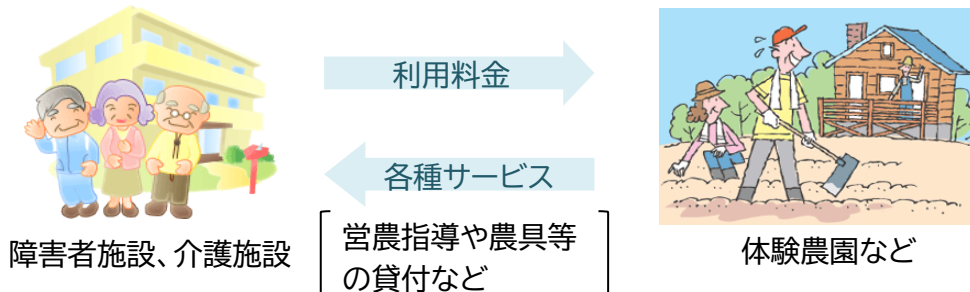 利用料金
各種サービス
障害者施設、介護施設
営農指導や農具等
の貸付など
体験農園など